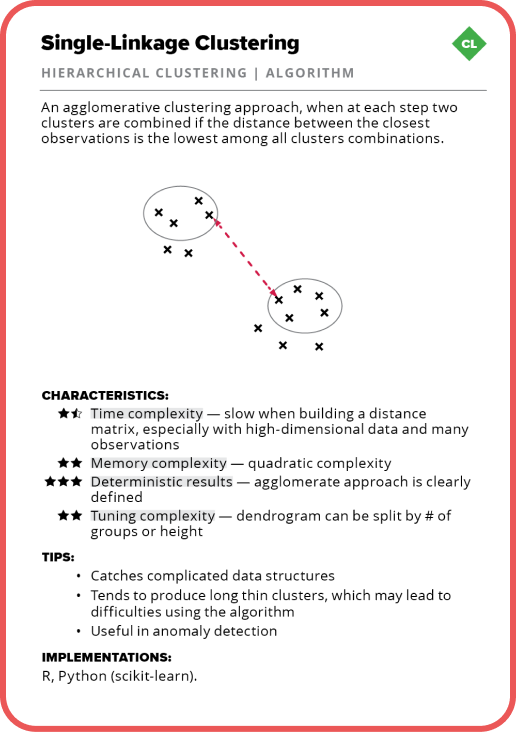 Single-Linkage Clustering
CL
HIERARCHICAL CLUSTERING | ALGORITHM
An agglomerative clustering approach, when at each step two
clusters are combined if the distance between the closest
observations is the lowest among all clusters combinations.
CHARACTERISTICS:
Time complexity — slow when building a distance
matrix, especially with high-dimensional data and many
observations
Memory complexity — quadratic complexity
Deterministic results — agglomerate approach is clearly
defined
Tuning complexity — dendrogram can be split by # of
groups or height
TIPS:
• Catches complicated data structures
• Tends to produce long thin clusters, which may lead to
difficulties using the algorithm
• Useful in anomaly detection
IMPLEMENTATIONS:
R, Python (scikit-learn).